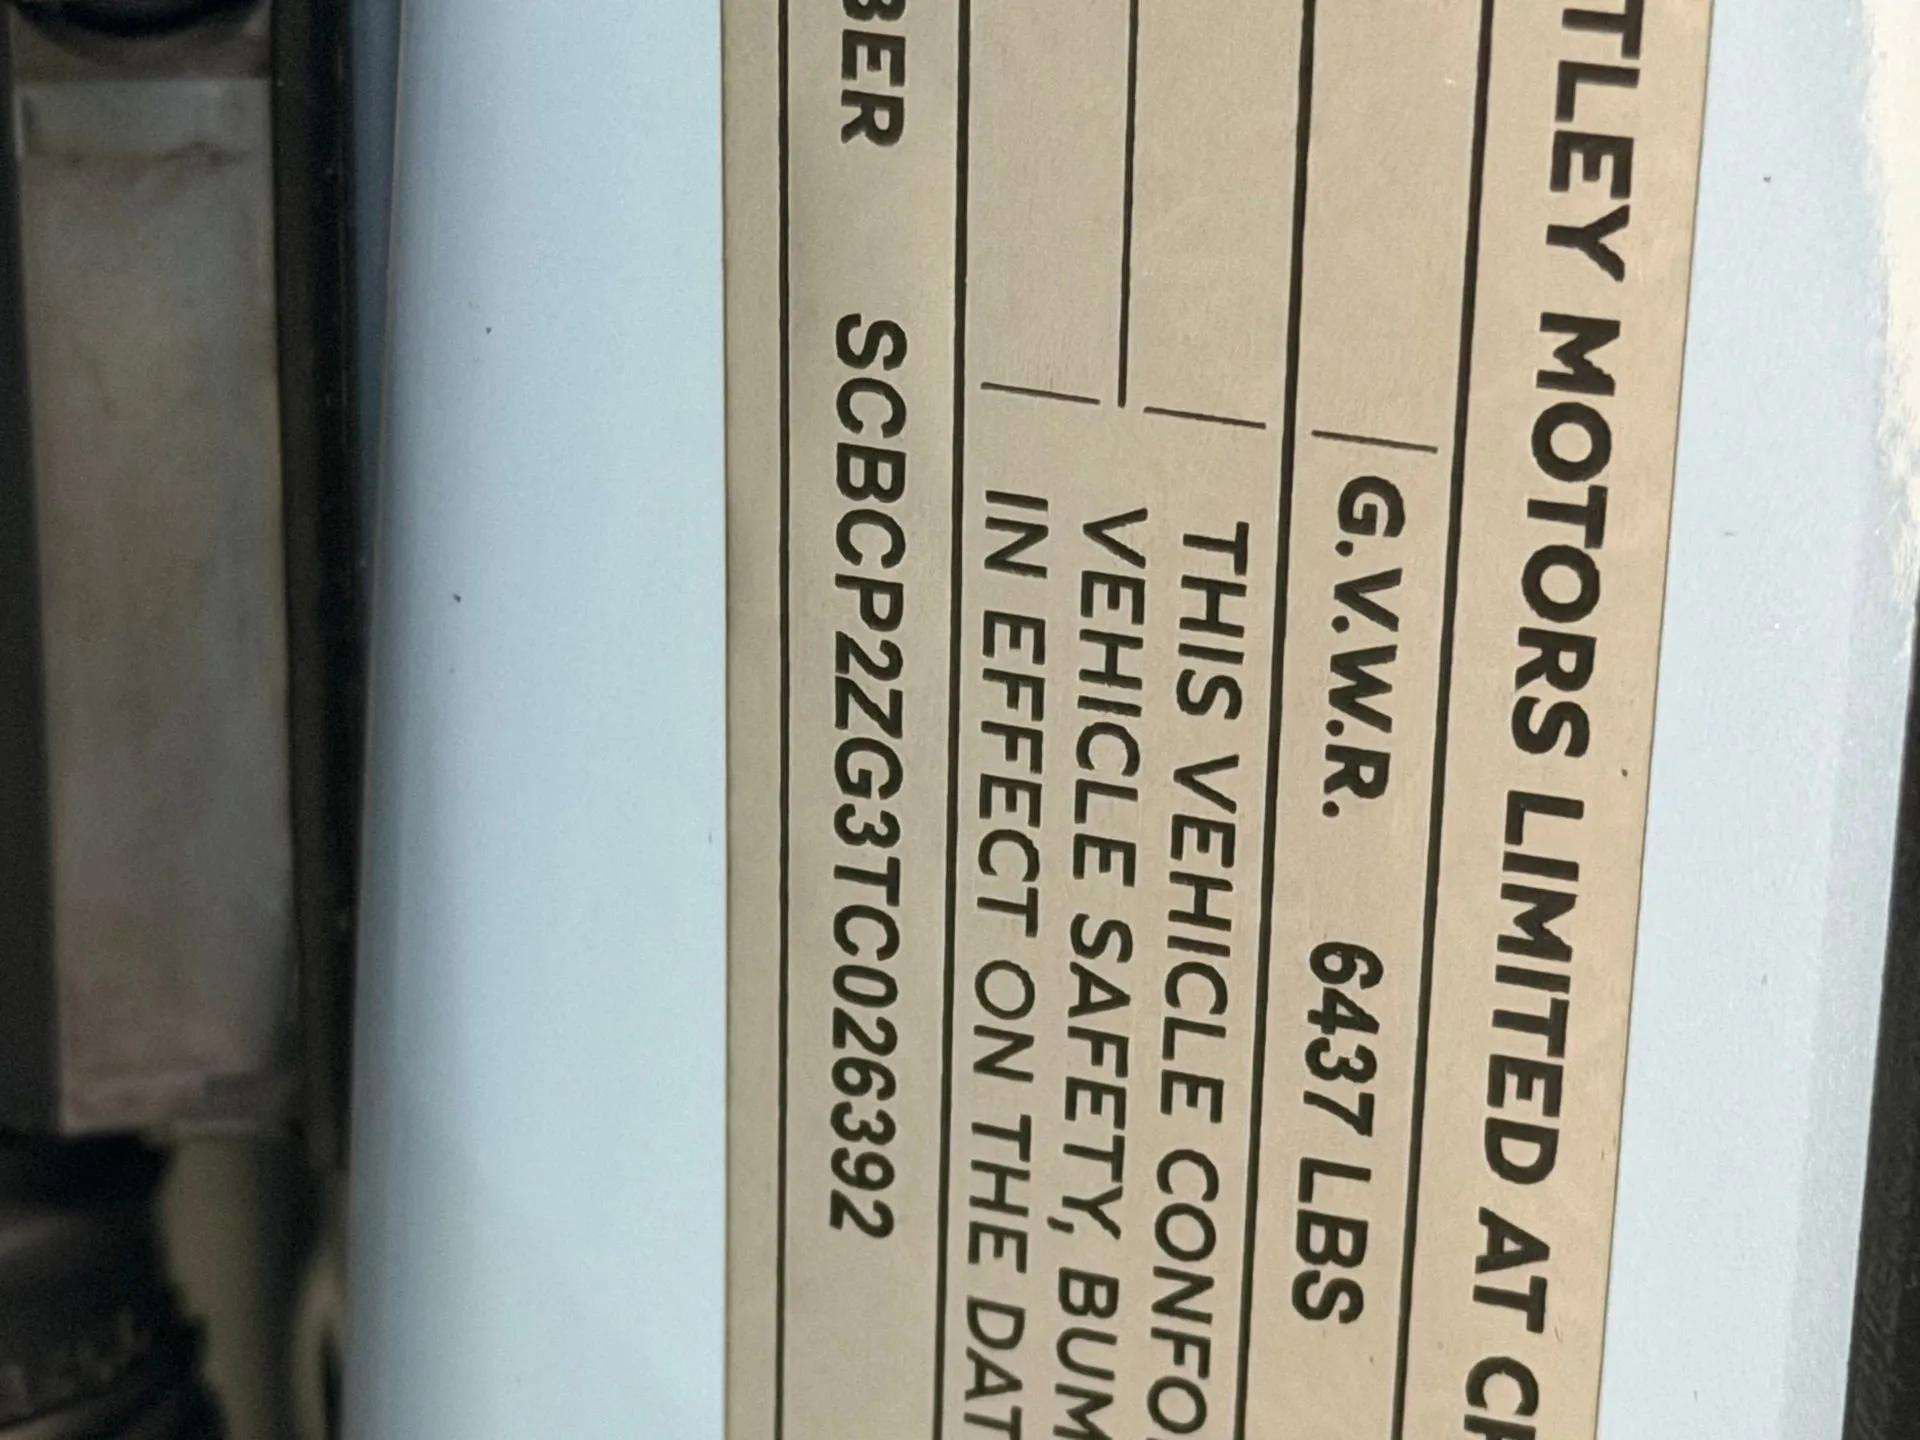 TLEY MOTORS LIMITED AT C
G.V.W.R. 6437 LBS
THIS VEHICLE CONFO
VEHICLE SAFETY, BUM
IN EFFECT ON THE DAT
BER SCBCP2ZG3TC026392